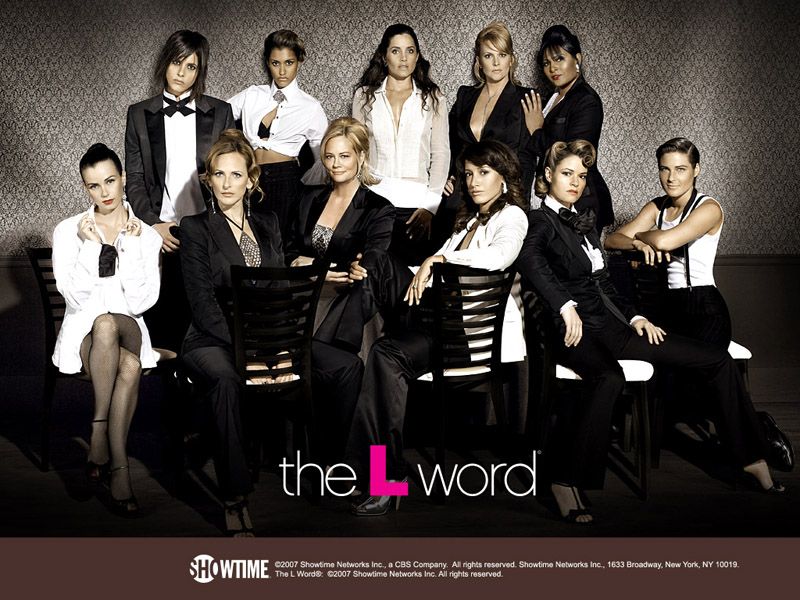 the L word®
SHOWTIME. ©2007 Showtime Networks Inc., a CBS Company. All rights reserved. Showtime Networks Inc., 1633 Broadway, New York, NY 10019.
The L Word®: ©2007 Showtime Networks Inc. All rights reserved.